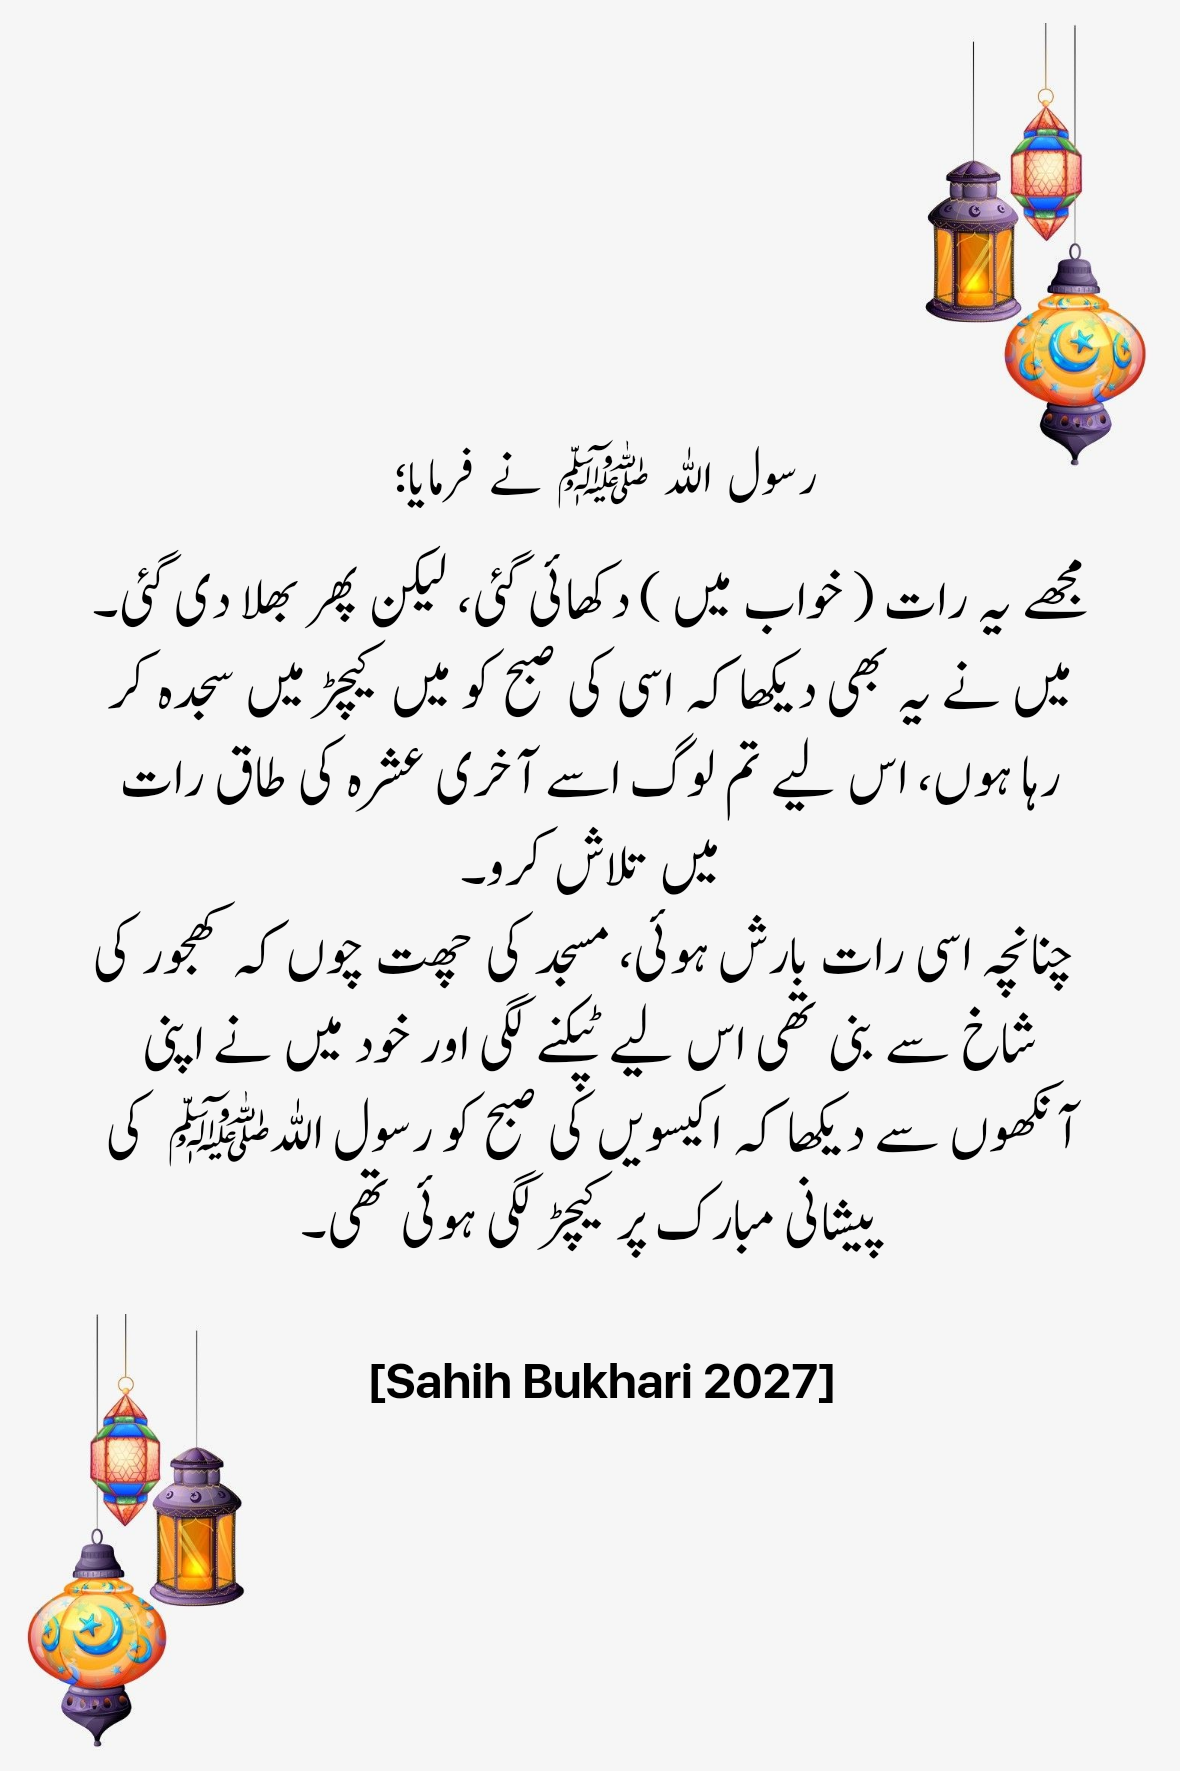 رسول اللہ ﷺ نے فرمایا؛
مجھے یہ رات ( خواب میں ) دکھائی گئی، لیکن پھر بھلا دی گئی۔
میں نے یہ بھی دیکھا کہ اسی کی صبح کو میں کیچڑ میں سجدہ کر
رہا ہوں، اس لیے تم لوگ اسے آخری عشرہ کی طاق رات
میں تلاش کرو۔
چنانچہ اسی رات بارش ہوئی، مسجد کی چھت چوں کہ کھجور کی
شاخ سے بنی تھی اس لیے ٹپکنے لگی اور خود میں نے اپنی
آنکھوں سے دیکھا کہ اکیسویں کی صبح کو رسول اللہﷺ کی
پیشانی مبارک پر کیچڑ لگی ہوئی تھی۔
[Sahih Bukhari 2027]